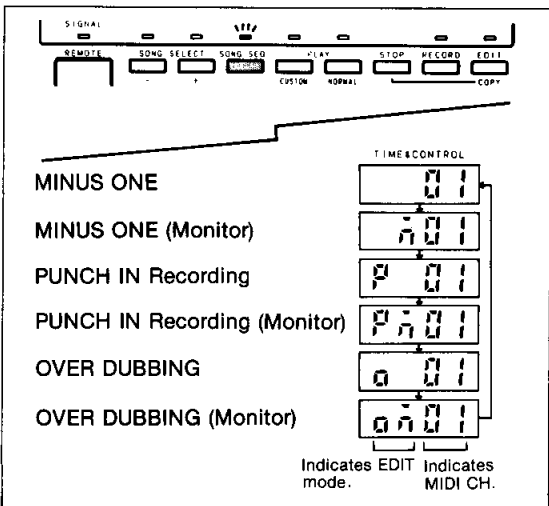 SIGNAL
REMOTE SONG SELECT SONG SEQ PLAY STOP RECORD EDIT
- + CUSTOM NORMAL COPY
TIME&CONTROL
MINUS ONE 01
MINUS ONE (Monitor) n̄01
PUNCH IN Recording P 01
PUNCH IN Recording (Monitor) Pn̄01
OVER DUBBING o 01
OVER DUBBING (Monitor) on̄01
Indicates EDIT Indicates
mode. MIDI CH.